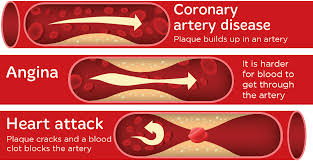 Coronary
artery disease
Plaque builds up in an artery
Angina
It is harder
for blood to
get through
the artery
Heart attack
Plaque cracks and a blood
clot blocks the artery